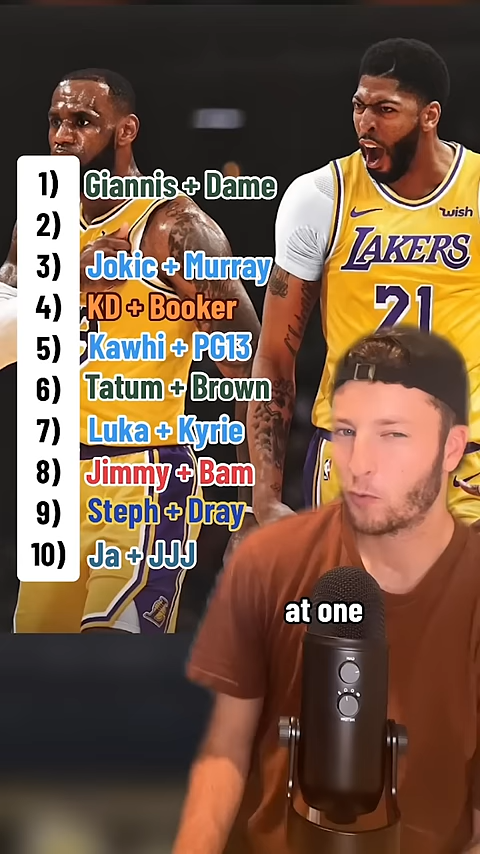 1) Giannis + Dame
2)
3) Jokic + Murray
4) KD + Booker
5) Kawhi + PG13
6) Tatum + Brown
7) Luka + Kyrie
8) Jimmy + Bam
9) Steph + Dray
10) Ja + JJJ
wish
LAKERS
21
at one